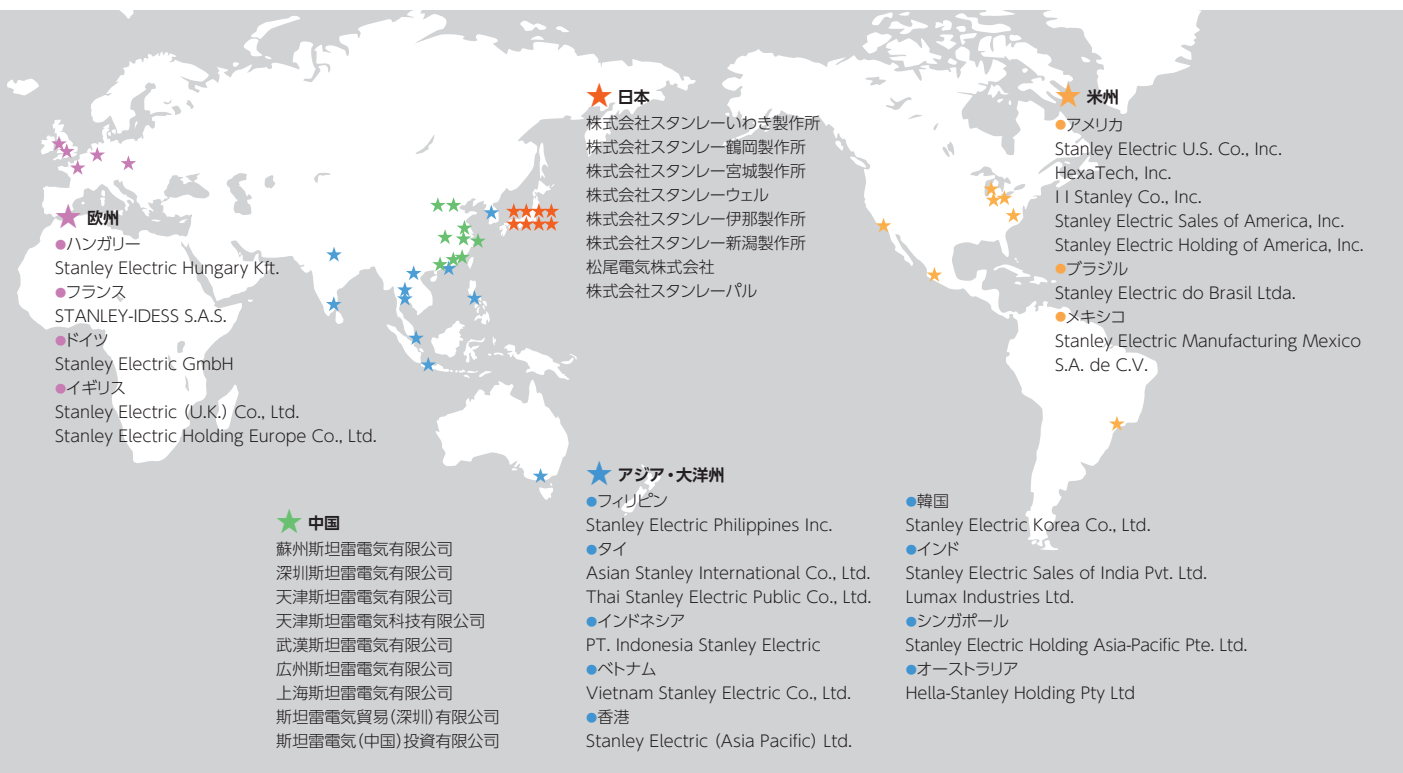 ★ 日本
株式会社スタンレーいわき製作所
株式会社スタンレー鶴岡製作所
株式会社スタンレー宮城製作所
株式会社スタンレーウェル
株式会社スタンレー伊那製作所
株式会社スタンレー新潟製作所
松尾電気株式会社
株式会社スタンレーパル
★ 米州
●アメリカ
Stanley Electric U.S. Co., Inc.
HexaTech, Inc.
I I Stanley Co., Inc.
Stanley Electric Sales of America, Inc.
Stanley Electric Holding of America, Inc.
●ブラジル
Stanley Electric do Brasil Ltda.
●メキシコ
Stanley Electric Manufacturing Mexico
S.A. de C.V.
★ 欧州
●ハンガリー
Stanley Electric Hungary Kft.
●フランス
STANLEY-IDESS S.A.S.
●ドイツ
Stanley Electric GmbH
●イギリス
Stanley Electric (U.K.) Co., Ltd.
Stanley Electric Holding Europe Co., Ltd.
★ 中国
蘇州斯坦雷電気有限公司
深圳斯坦雷電気有限公司
天津斯坦雷電気有限公司
天津斯坦雷電気科技有限公司
武漢斯坦雷電気有限公司
広州斯坦雷電気有限公司
上海斯坦雷電気有限公司
斯坦雷電気貿易(深圳)有限公司
斯坦雷電気(中国)投資有限公司
★ アジア・大洋州
●フィリピン
Stanley Electric Philippines Inc.
●タイ
Asian Stanley International Co., Ltd.
Thai Stanley Electric Public Co., Ltd.
●インドネシア
PT. Indonesia Stanley Electric
●ベトナム
Vietnam Stanley Electric Co., Ltd.
●香港
Stanley Electric (Asia Pacific) Ltd.
●韓国
Stanley Electric Korea Co., Ltd.
●インド
Stanley Electric Sales of India Pvt. Ltd.
Lumax Industries Ltd.
●シンガポール
Stanley Electric Holding Asia-Pacific Pte. Ltd.
●オーストラリア
Hella-Stanley Holding Pty Ltd